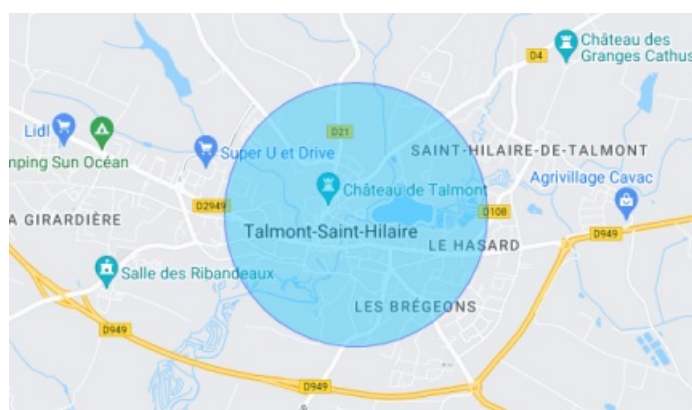 Château des
Granges Cathus
D4
Lidl
D21
mping Sun Océan
Super U et Drive
SAINT-HILAIRE-DE-TALMONT
Château de Talmont
Agrivillage Cavac
D2949
D108
A GIRARDIÈRE
Talmont-Saint-Hilaire
D949
LE HASARD
Salle des Ribandeaux
LES BRÉGEONS
D949
D949